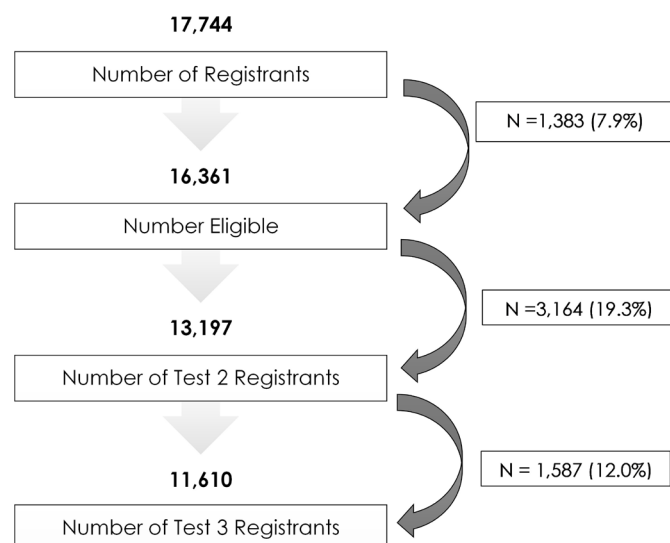 17,744
Number of Registrants
N =1,383 (7.9%)
16,361
Number Eligible
N =3,164 (19.3%)
13,197
Number of Test 2 Registrants
N = 1,587 (12.0%)
11,610
Number of Test 3 Registrants